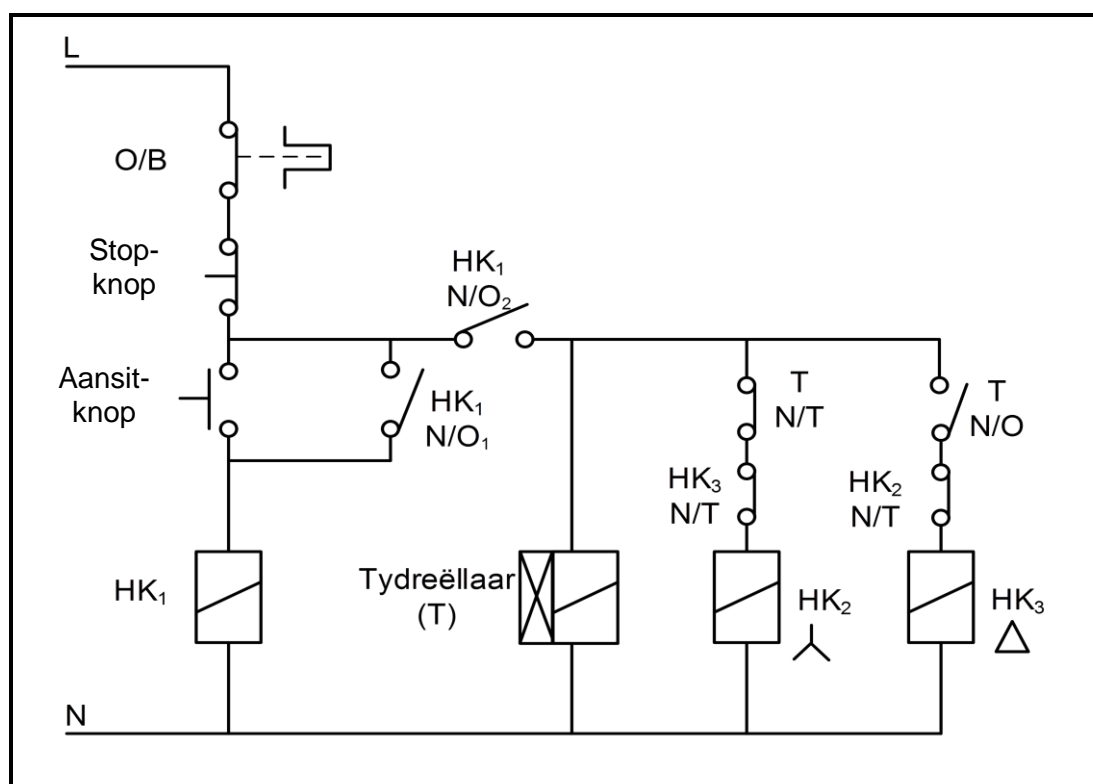 L
O/B
Stop-
knop
HK₁
N/O₂
Aansit-
knop
HK₁
N/O₁
T
N/T
T
N/O
HK₃
N/T
HK₂
N/T
HK₁
Tydreëllaar
(T)
HK₂
HK₃
N